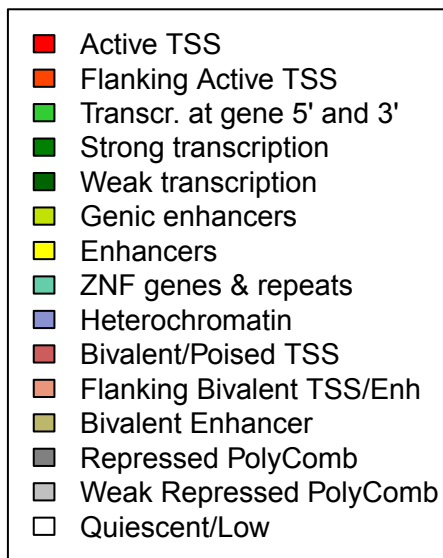 Active TSS
Flanking Active TSS
Transcr. at gene 5' and 3'
Strong transcription
Weak transcription
Genic enhancers
Enhancers
ZNF genes & repeats
Heterochromatin
Bivalent/Poised TSS
Flanking Bivalent TSS/Enh
Bivalent Enhancer
Repressed PolyComb
Weak Repressed PolyComb
Quiescent/Low